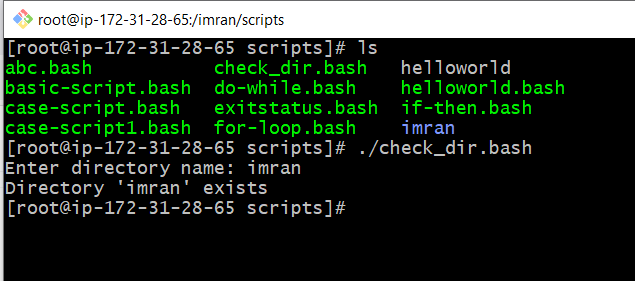 root@ip-172-31-28-65:/imran/scripts
[root@ip-172-31-28-65 scripts]# ls
abc.bash check_dir.bash helloworld
basic-script.bash do-while.bash helloworld.bash
case-script.bash exitstatus.bash if-then.bash
case-script1.bash for-loop.bash imran
[root@ip-172-31-28-65 scripts]# ./check_dir.bash
Enter directory name: imran
Directory 'imran' exists
[root@ip-172-31-28-65 scripts]#